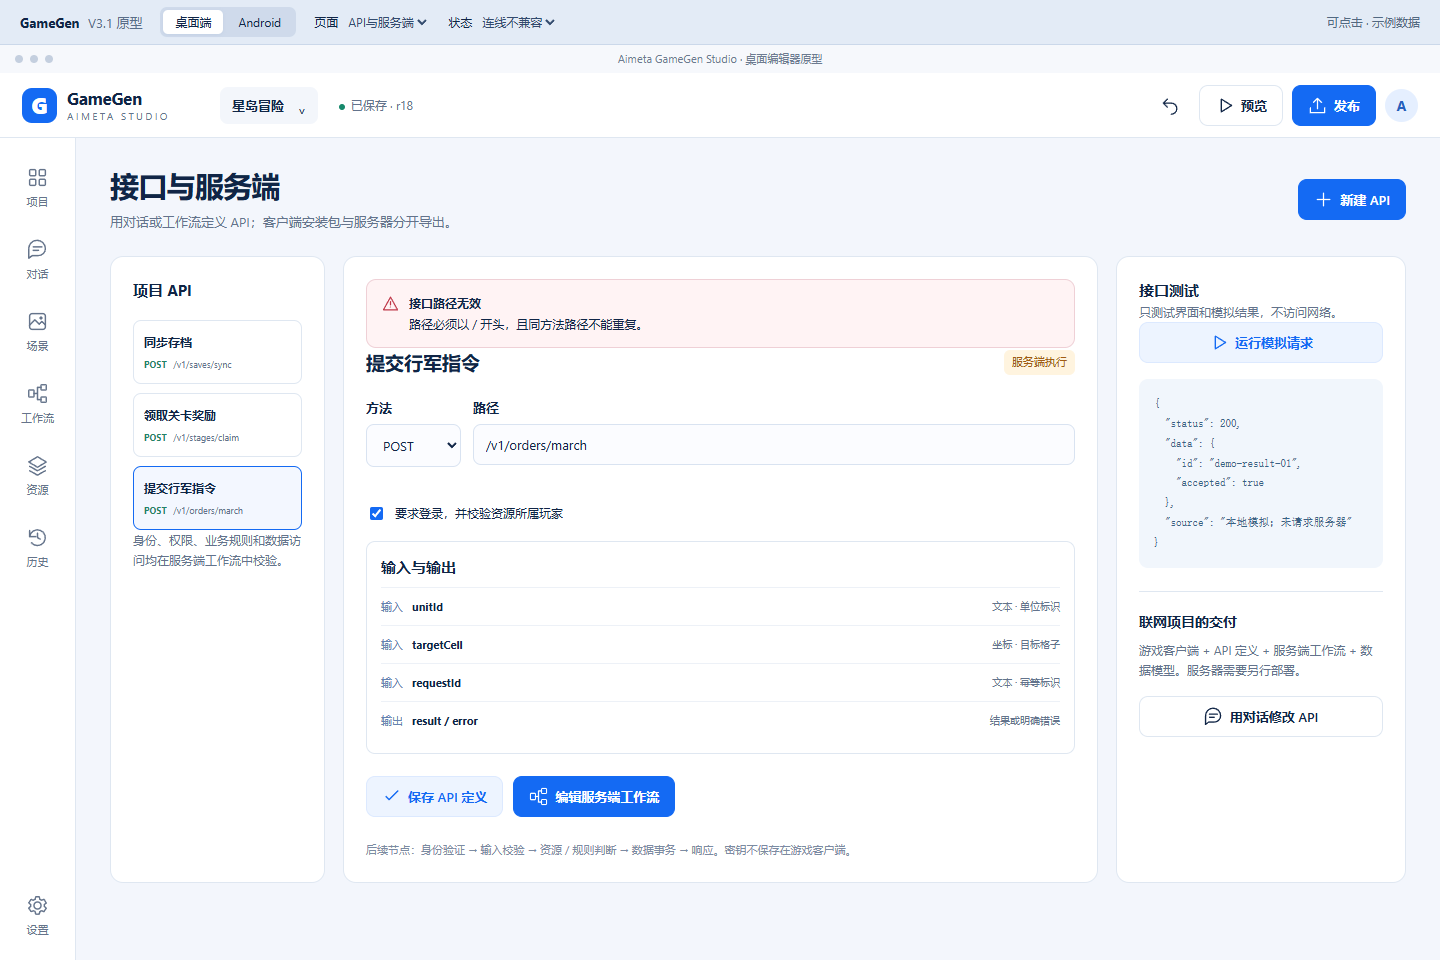 GameGen V3.1 原型 桌面端 Android 页面 API与服务端 状态 连线不兼容 可点击 · 示例数据
Aimeta GameGen Studio · 桌面编辑器原型
G GameGen
AIMETA STUDIO
星岛冒险 已保存 · r18 预览 发布 A
项目
对话
场景
工作流
资源
历史
设置
接口与服务端
用对话或工作流定义 API；客户端安装包与服务器分开导出。
新建 API
项目 API
同步存档
POST /v1/saves/sync
领取关卡奖励
POST /v1/stages/claim
提交行军指令
POST /v1/orders/march
身份、权限、业务规则和数据访
问均在服务端工作流中校验。
接口路径无效
路径必须以 / 开头，且同方法路径不能重复。
提交行军指令 服务端执行
方法 路径
POST /v1/orders/march
要求登录，并校验资源所属玩家
输入与输出
输入 unitId 文本 · 单位标识
输入 targetCell 坐标 · 目标格子
输入 requestId 文本 · 幂等标识
输出 result / error 结果或明确错误
保存 API 定义 编辑服务端工作流
后续节点：身份验证 → 输入校验 → 资源 / 规则判断 → 数据事务 → 响应。密钥不保存在游戏客户端。
接口测试
只测试界面和模拟结果，不访问网络。
运行模拟请求
{
"status": 200,
"data": {
"id": "demo-result-01",
"accepted": true
},
"source": "本地模拟；未请求服务器"
}
联网项目的交付
游戏客户端 + API 定义 + 服务端工作流 + 数
据模型。服务器需要另行部署。
用对话修改 API